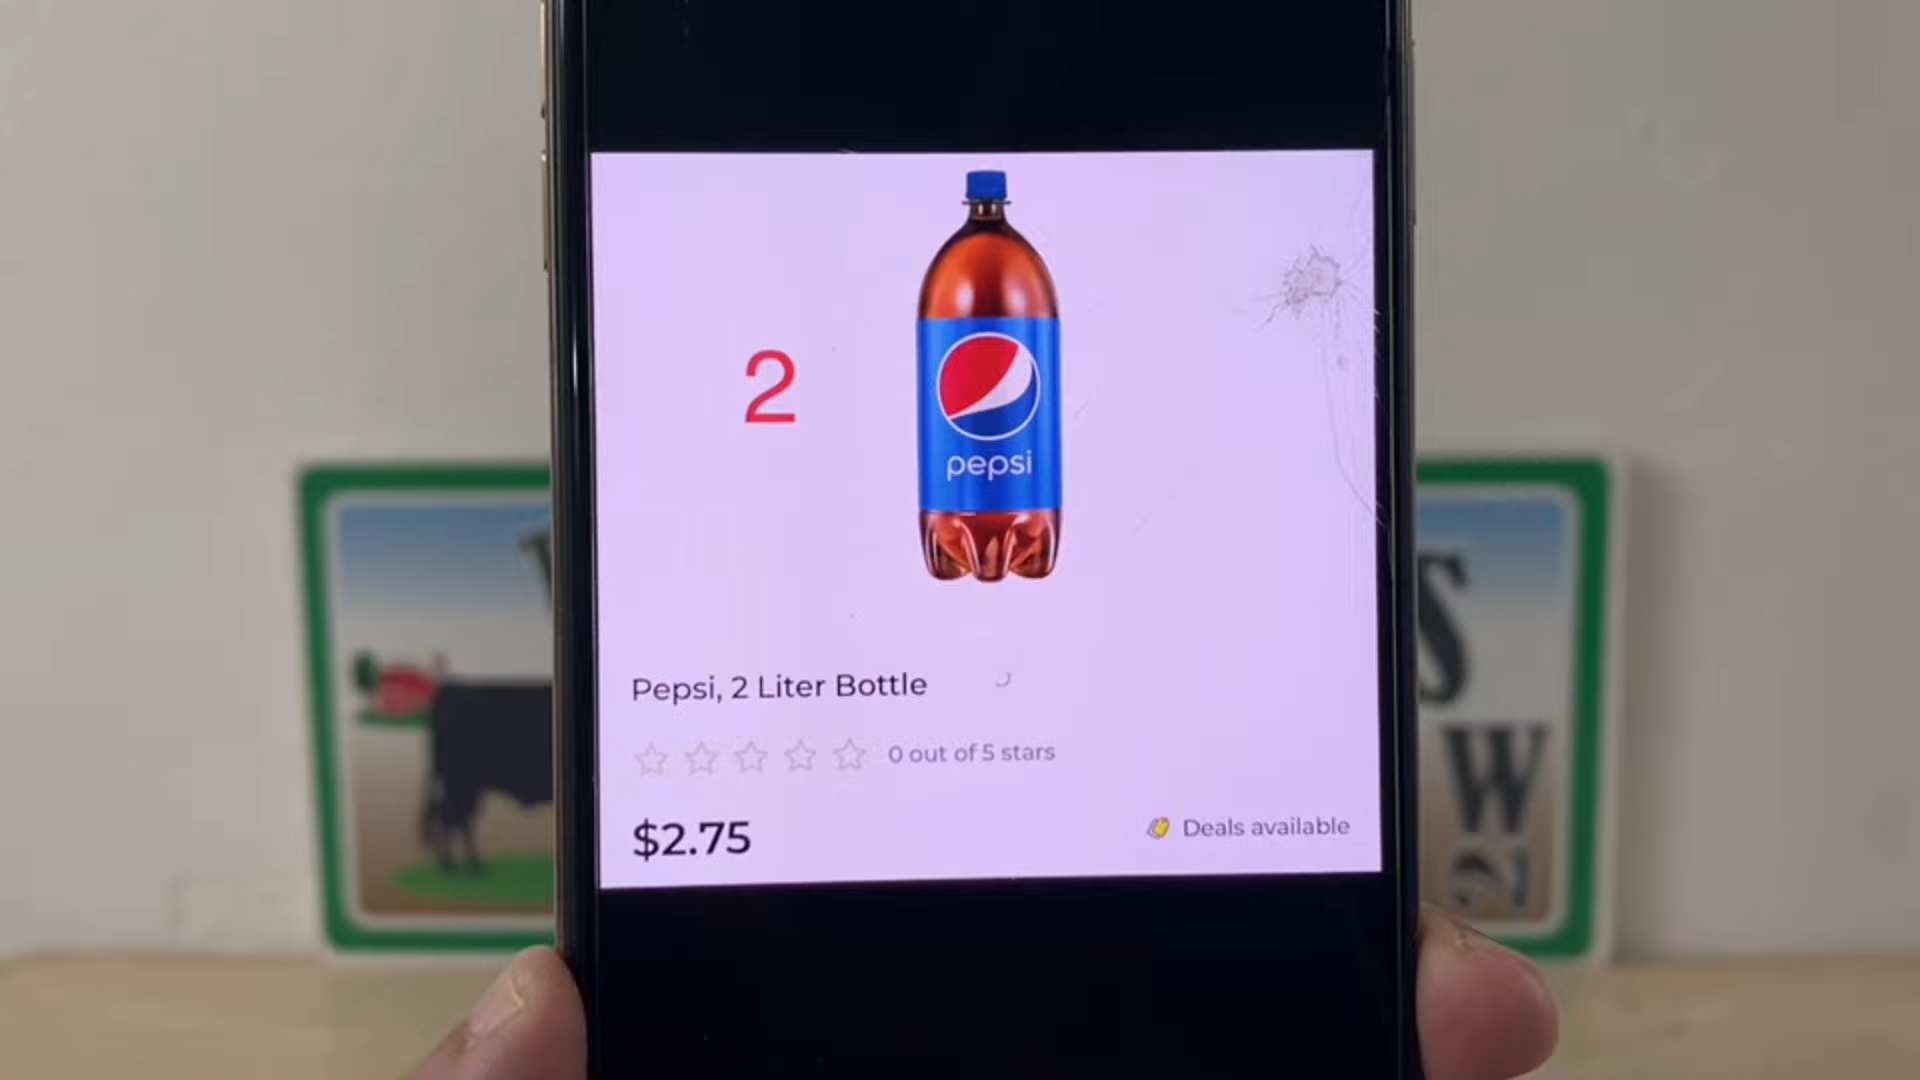 2
pepsi
Pepsi, 2 Liter Bottle
0 out of 5 stars
$2.75
Deals available
S
W